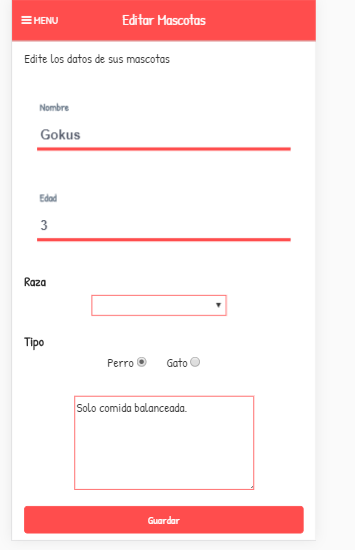 MENU
Editar Mascotas
Edite los datos de sus mascotas
Nombre
Gokus
Edad
3
Raza
Tipo
Perro Gato
Solo comida balanceada.
Guardar